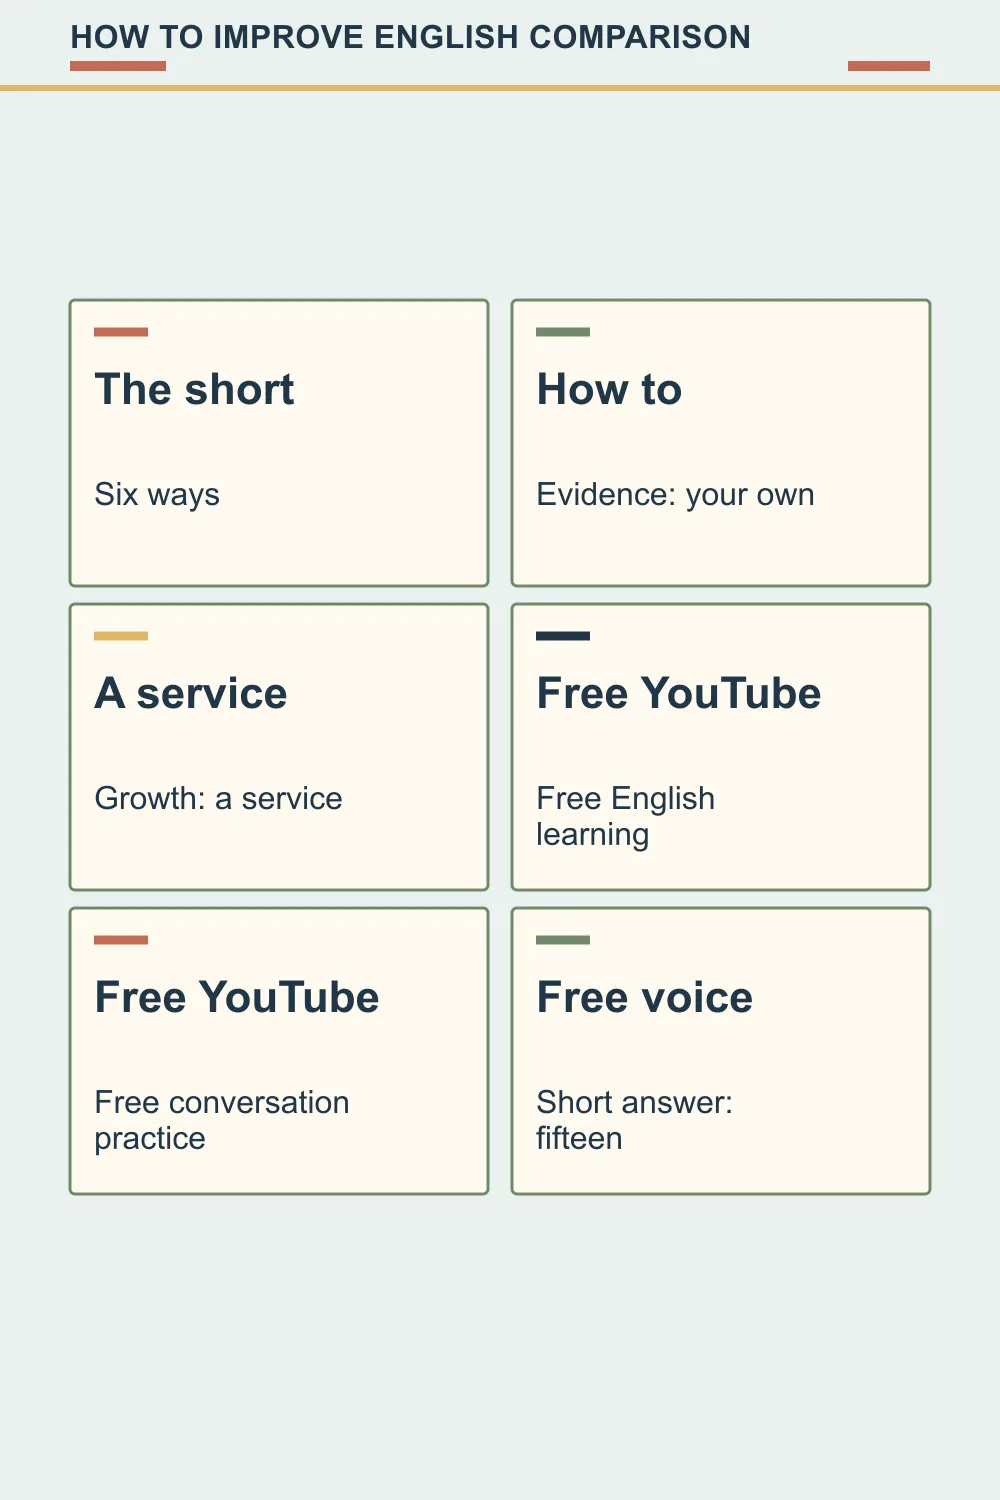 HOW TO IMPROVE ENGLISH COMPARISON
The short
Six ways
How to
Evidence: your own
A service
Growth: a service
Free YouTube
Free English
learning
Free YouTube
Free conversation
practice
Free voice
Short answer:
fifteen